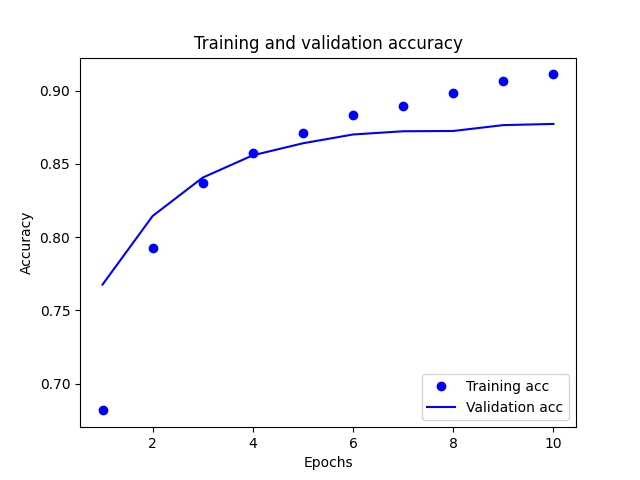 Training and validation accuracy
0.90
0.85
0.80
0.75
0.70
Accuracy
2 4 6 8 10
Epochs
Training acc
Validation acc